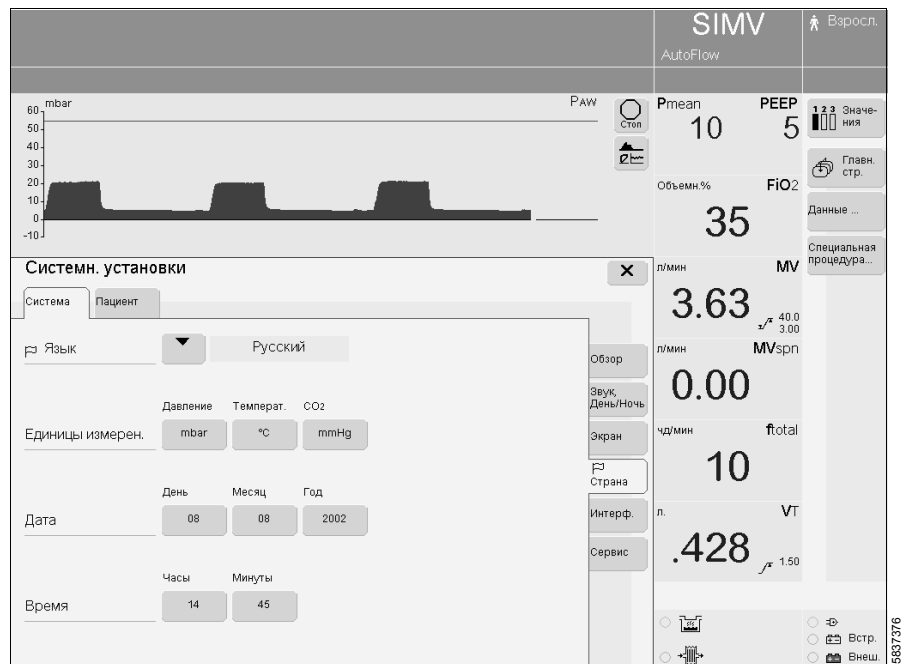 SIMV
AutoFlow
Взросл.
mbar
Paw
60
50
40
30
20
10
0
-10
Стоп
Pmean
PEEP
10
5
1 2 3 Значе-
ния
Главн.
стр.
Данные ...
Специальная
процедура...
Объемн.%
FiO2
35
л/мин
MV
3.63
40.0
3.00
л/мин
MVspn
0.00
чд/мин
ftotal
10
л.
VT
.428
1.50
Встр.
Внеш.
Системн. установки
Система
Пациент
Язык
Русский
Давление
Температ.
CO2
Единицы измерен.
mbar
°C
mmHg
День
Месяц
Год
Дата
08
08
2002
Часы
Минуты
Время
14
45
Обзор
Звук,
День/Ночь
Экран
Страна
Интерф.
Сервис
5837376